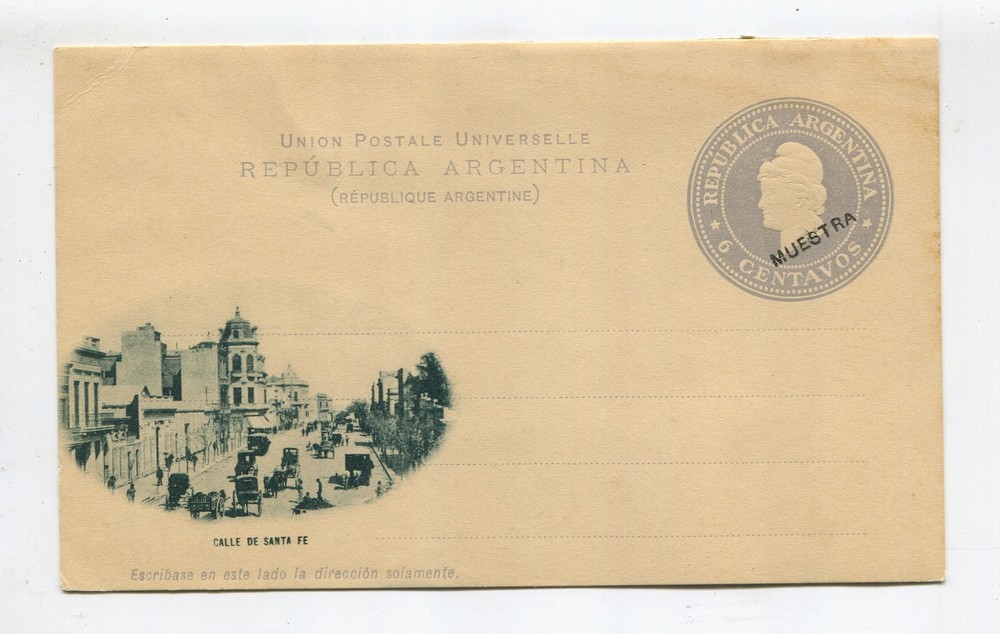 UNION POSTALE UNIVERSELLE
REPÚBLICA ARGENTINA
(RÉPUBLIQUE ARGENTINE)
REPUBLICA ARGENTINA
6 CENTAVOS
MUESTRA
CALLE DE SANTA FE
Escríbase en este lado la dirección solamente.